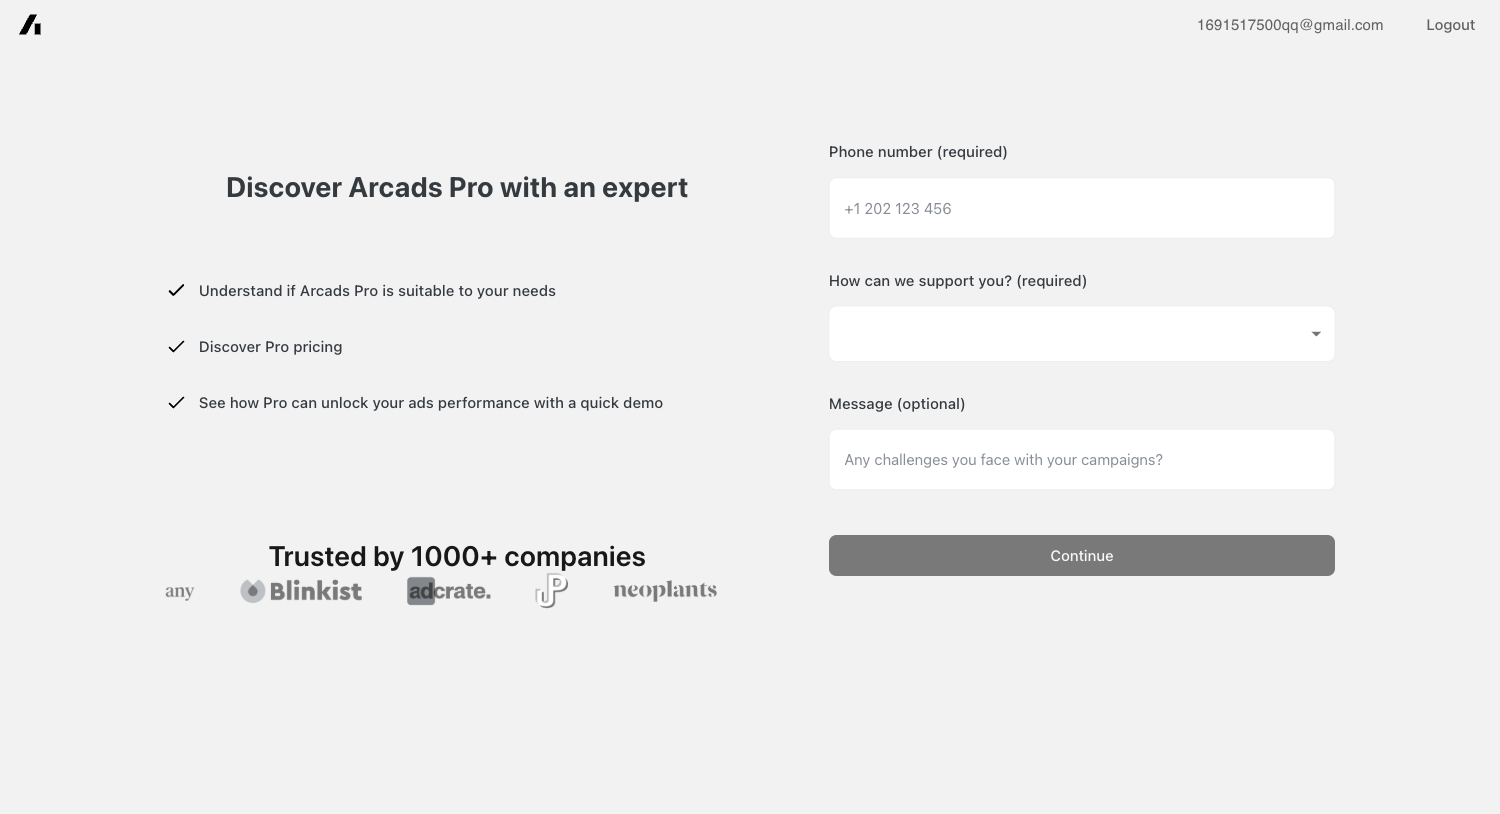 1691517500qq@gmail.com
Logout
Discover Arcads Pro with an expert
Understand if Arcads Pro is suitable to your needs
Discover Pro pricing
See how Pro can unlock your ads performance with a quick demo
Trusted by 1000+ companies
any
Blinkist
adcrate.
JP
neoplants
Phone number (required)
+1 202 123 456
How can we support you? (required)
Message (optional)
Any challenges you face with your campaigns?
Continue